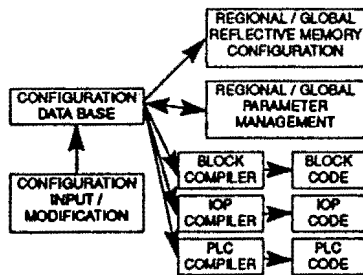 REGIONAL / GLOBAL
REFLECTIVE MEMORY
CONFIGURATION
CONFIGURATION
DATA BASE
REGIONAL / GLOBAL
PARAMETER
MANAGEMENT
CONFIGURATION
INPUT /
MODIFICATION
BLOCK
COMPILER
BLOCK
CODE
IOP
COMPILER
IOP
CODE
PLC
COMPILER
PLC
CODE